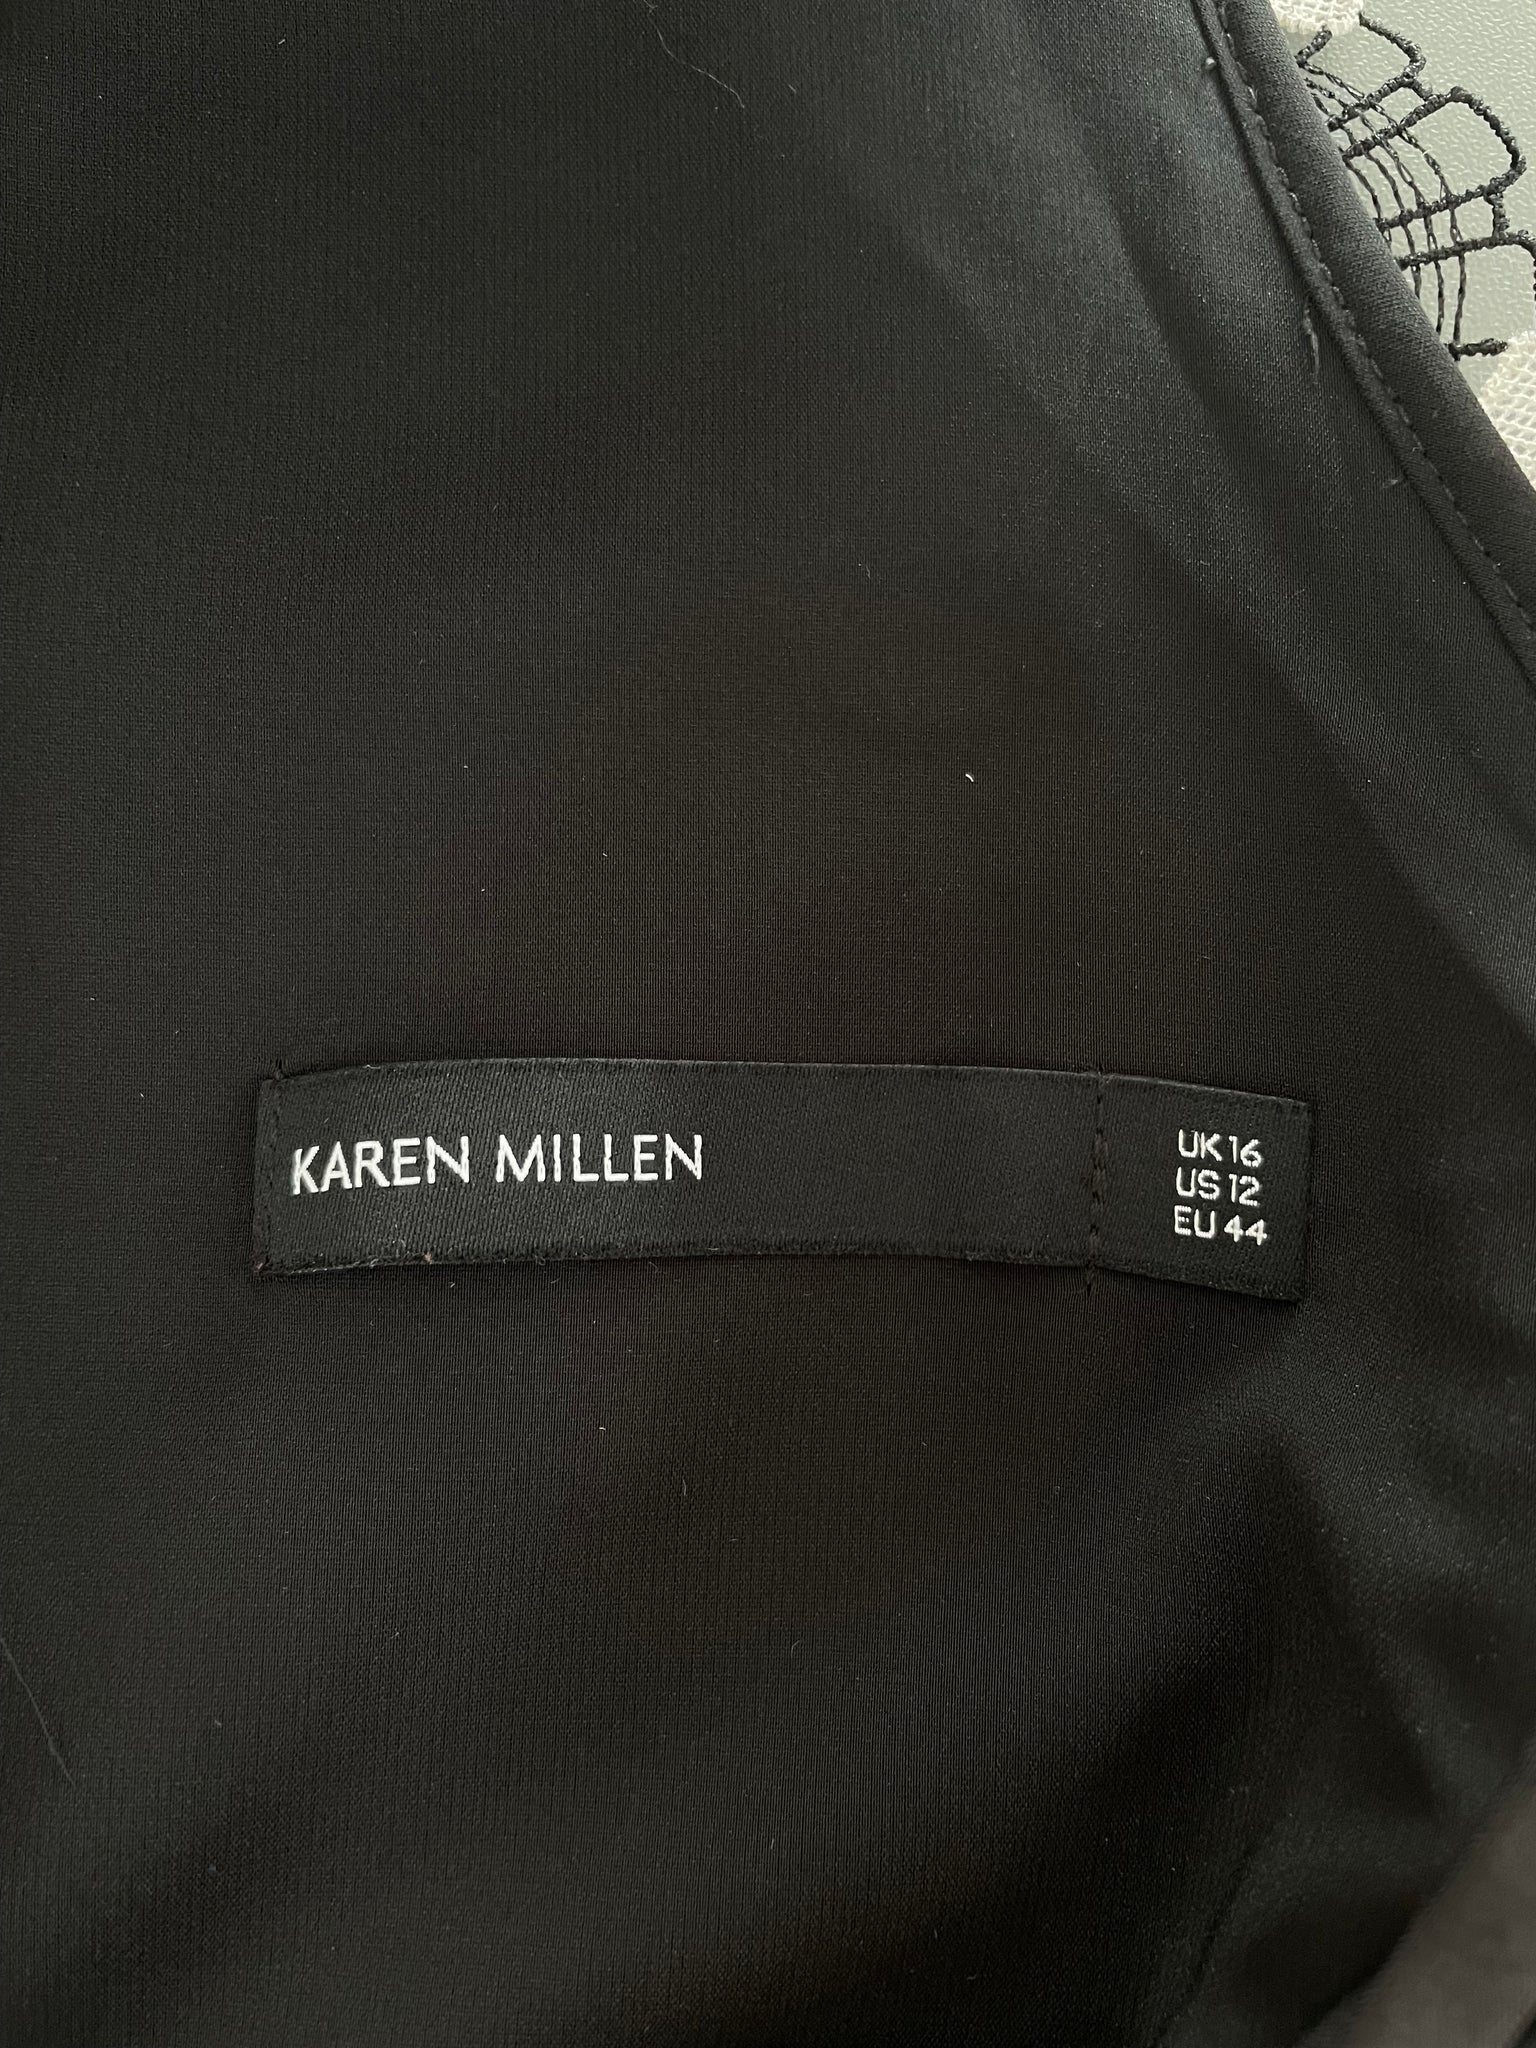 KAREN MILLEN
UK 16
US 12
EU 44